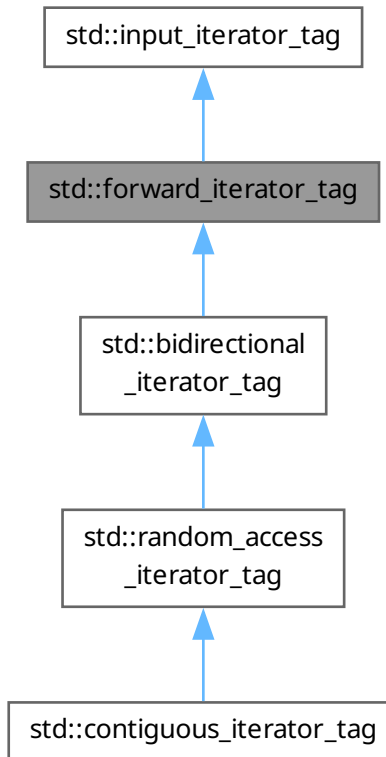 std::input_iterator_tag
std::forward_iterator_tag
std::bidirectional
_iterator_tag
std::random_access
_iterator_tag
std::contiguous_iterator_tag